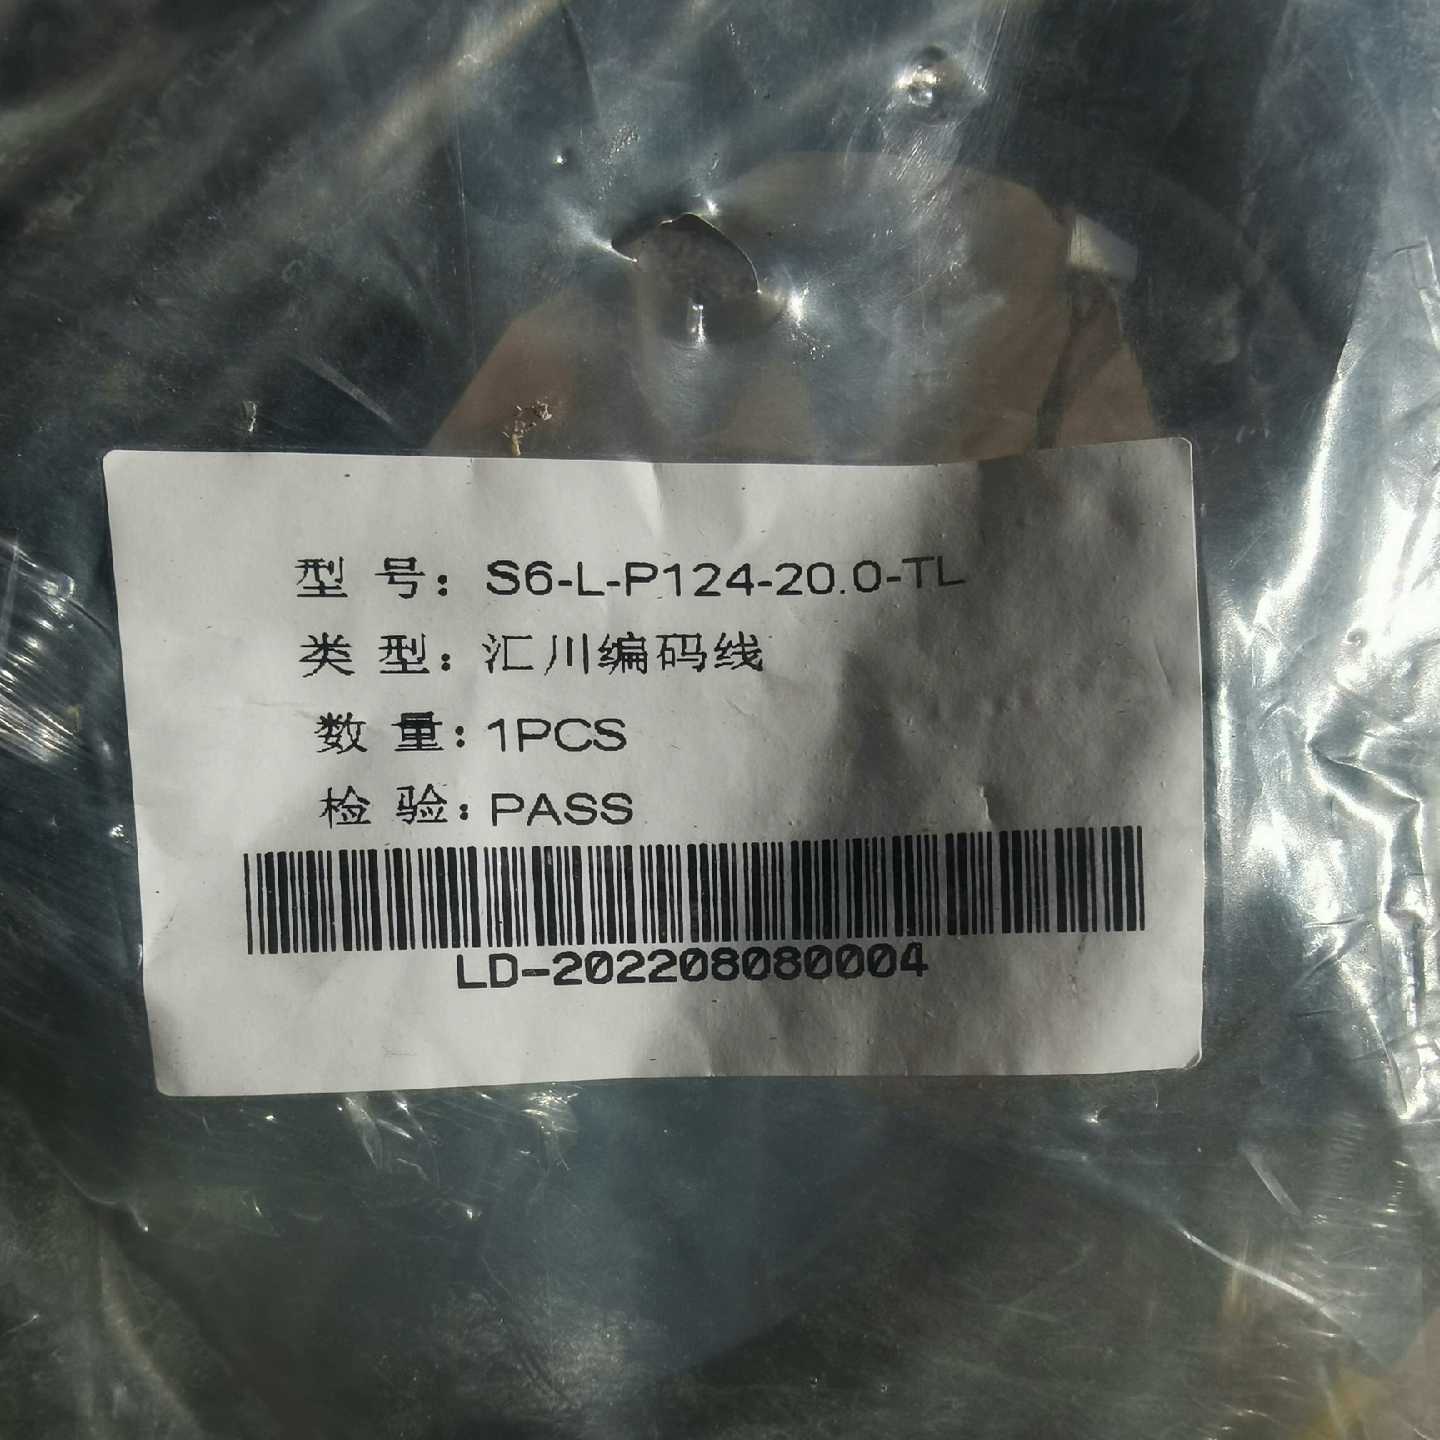 型 号：S6-L-P124-20.0-TL
类 型：汇川编码线
数 量：1PCS
检 验：PASS
LD-202208080004